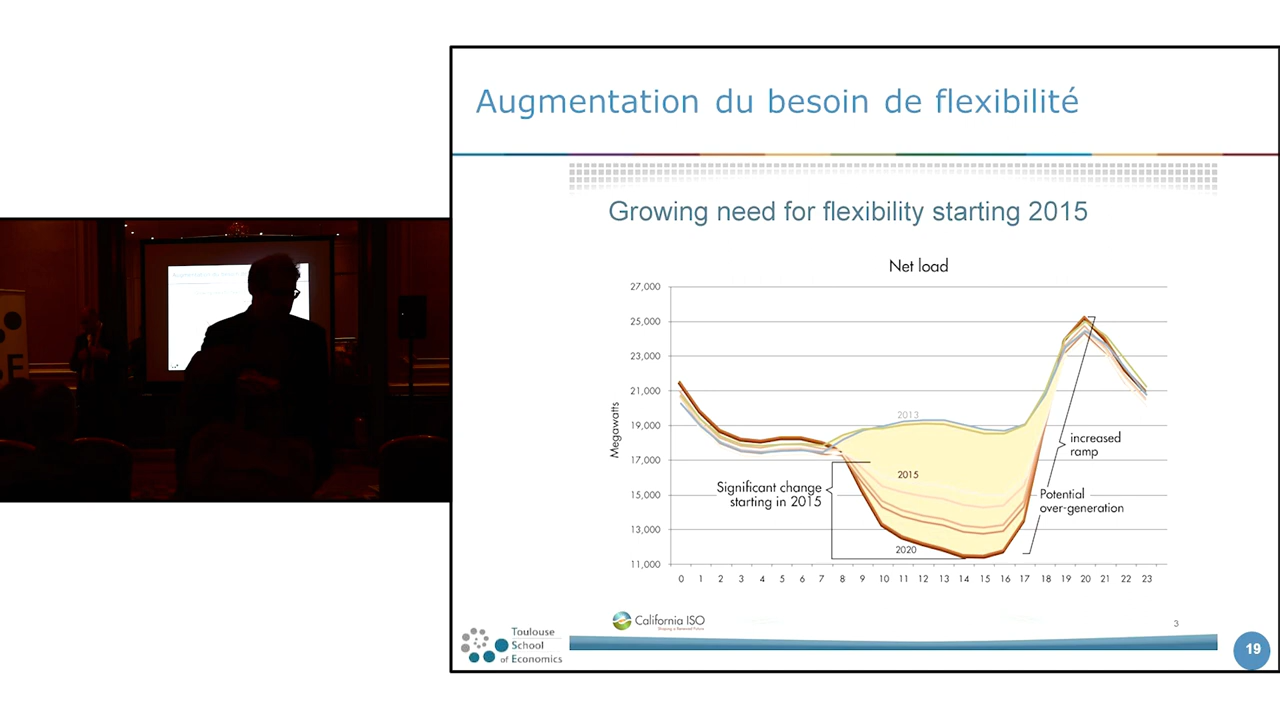 Augmentation du besoin de flexibilité
Growing need for flexibility starting 2015
Net load
27,000
25,000
23,000
21,000
19,000
17,000
15,000
13,000
11,000
Megawatts
2013
2015
2020
Significant change
starting in 2015
increased
ramp
Potential
over-generation
0 1 2 3 4 5 6 7 8 9 10 11 12 13 14 15 16 17 18 19 20 21 22 23
California ISO
Shaping a Renewed Future
3
Toulouse
School
of Economics
19